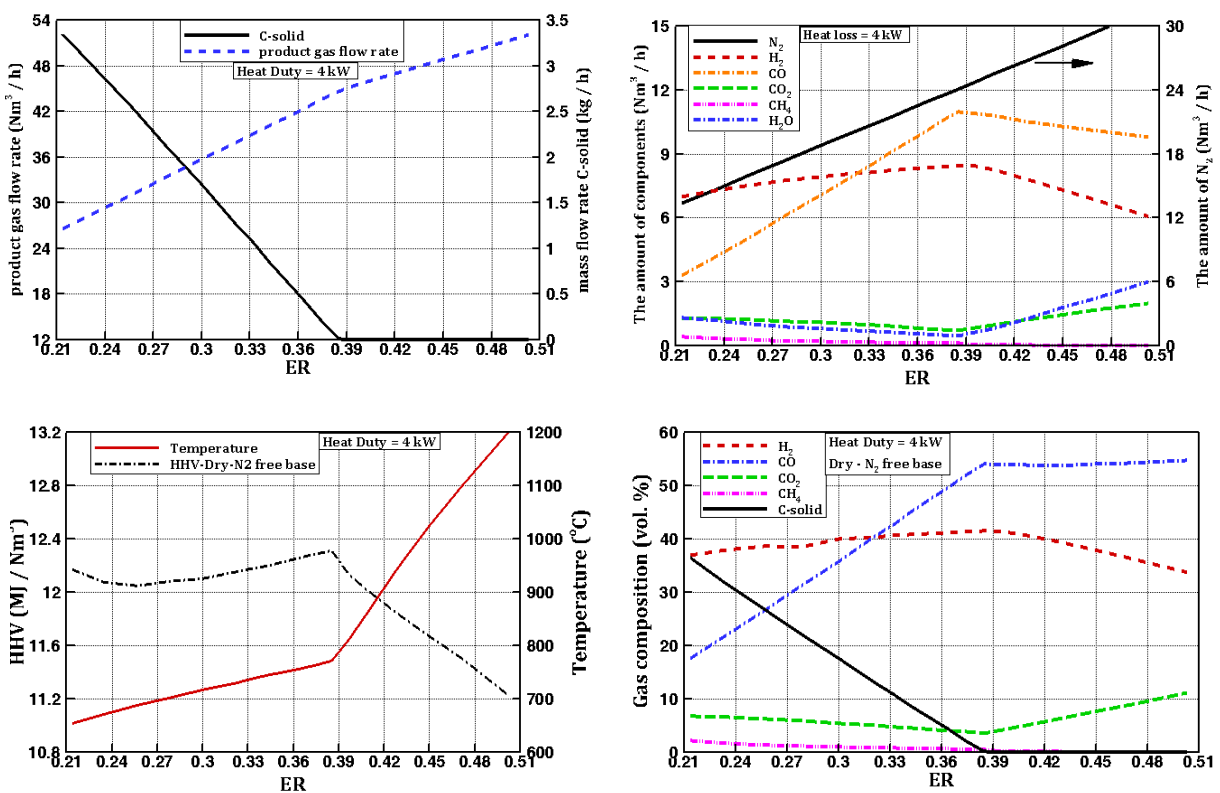 54
48
42
36
30
24
18
12
product gas flow rate (Nm³ / h)
C-solid
product gas flow rate
Heat Duty = 4 kW
3.5
3
2.5
2
1.5
1
0.5
0
mass flow rate C-solid (kg / h)
0.21 0.24 0.27 0.3 0.33 0.36 0.39 0.42 0.45 0.48 0.51
ER
15
12
9
6
3
0
The amount of components (Nm³ / h)
N₂
H₂
CO
CO₂
CH₄
H₂O
Heat loss = 4 kW
30
24
18
12
6
0
The amount of N₂ (Nm³ / h)
0.21 0.24 0.27 0.3 0.33 0.36 0.39 0.42 0.45 0.48 0.51
ER
13.2
12.8
12.4
12
11.6
11.2
10.8
HHV (MJ / Nm³)
Temperature
HHV-Dry-N2 free base
Heat Duty = 4 kW
1200
1100
1000
900
800
700
600
Temperature (°C)
0.21 0.24 0.27 0.3 0.33 0.36 0.39 0.42 0.45 0.48 0.51
ER
60
50
40
30
20
10
0
Gas composition (vol. %)
H₂
CO
CO₂
CH₄
C-solid
Heat Duty = 4 kW
Dry - N₂ free base
0.21 0.24 0.27 0.3 0.33 0.36 0.39 0.42 0.45 0.48 0.51
ER